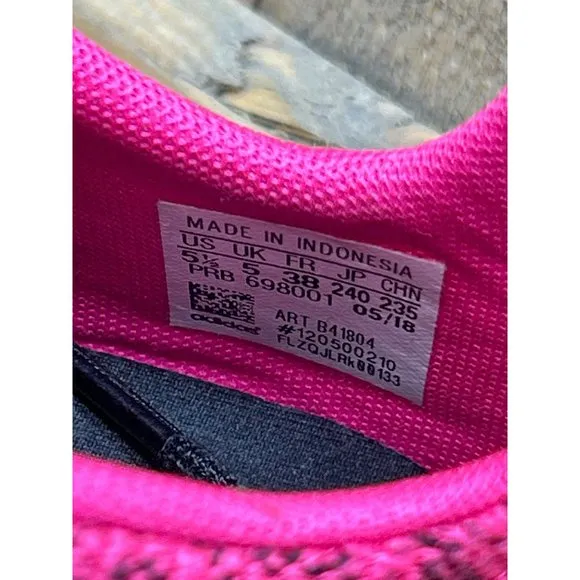 MADE IN INDONESIA
US UK FR JP CHN
5½ 5 38 240 235
PRB 698001 05/18
ART B41804
adidas #120500210
FLZQJLRk00133